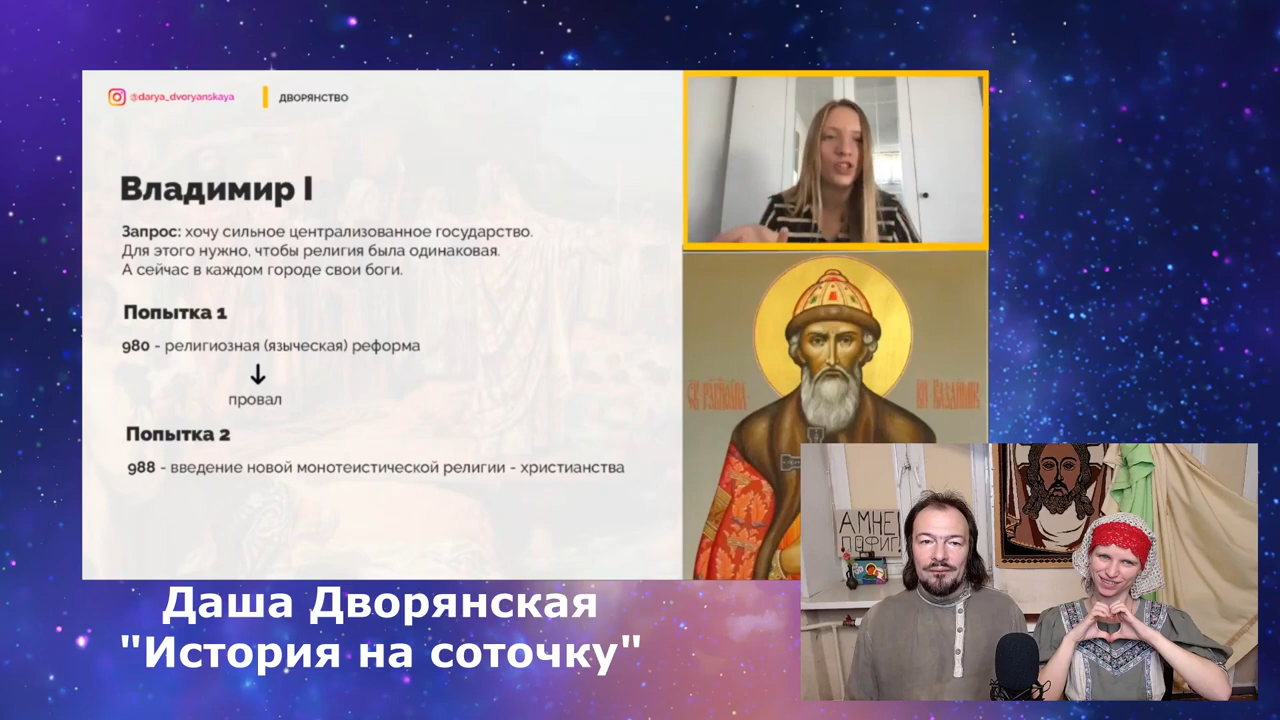 @darya_dvoryanskaya
ДВОРЯНСТВО
Владимир I
Запрос: хочу сильное централизованное государство.
Для этого нужно, чтобы религия была одинаковая.
А сейчас в каждом городе свои боги.
Попытка 1
980 - религиозная (языческая) реформа
↓
провал
Попытка 2
988 - введение новой монотеистической религии - христианства
А МНЕ
ПОФИГ!
Даша Дворянская
"История на соточку"